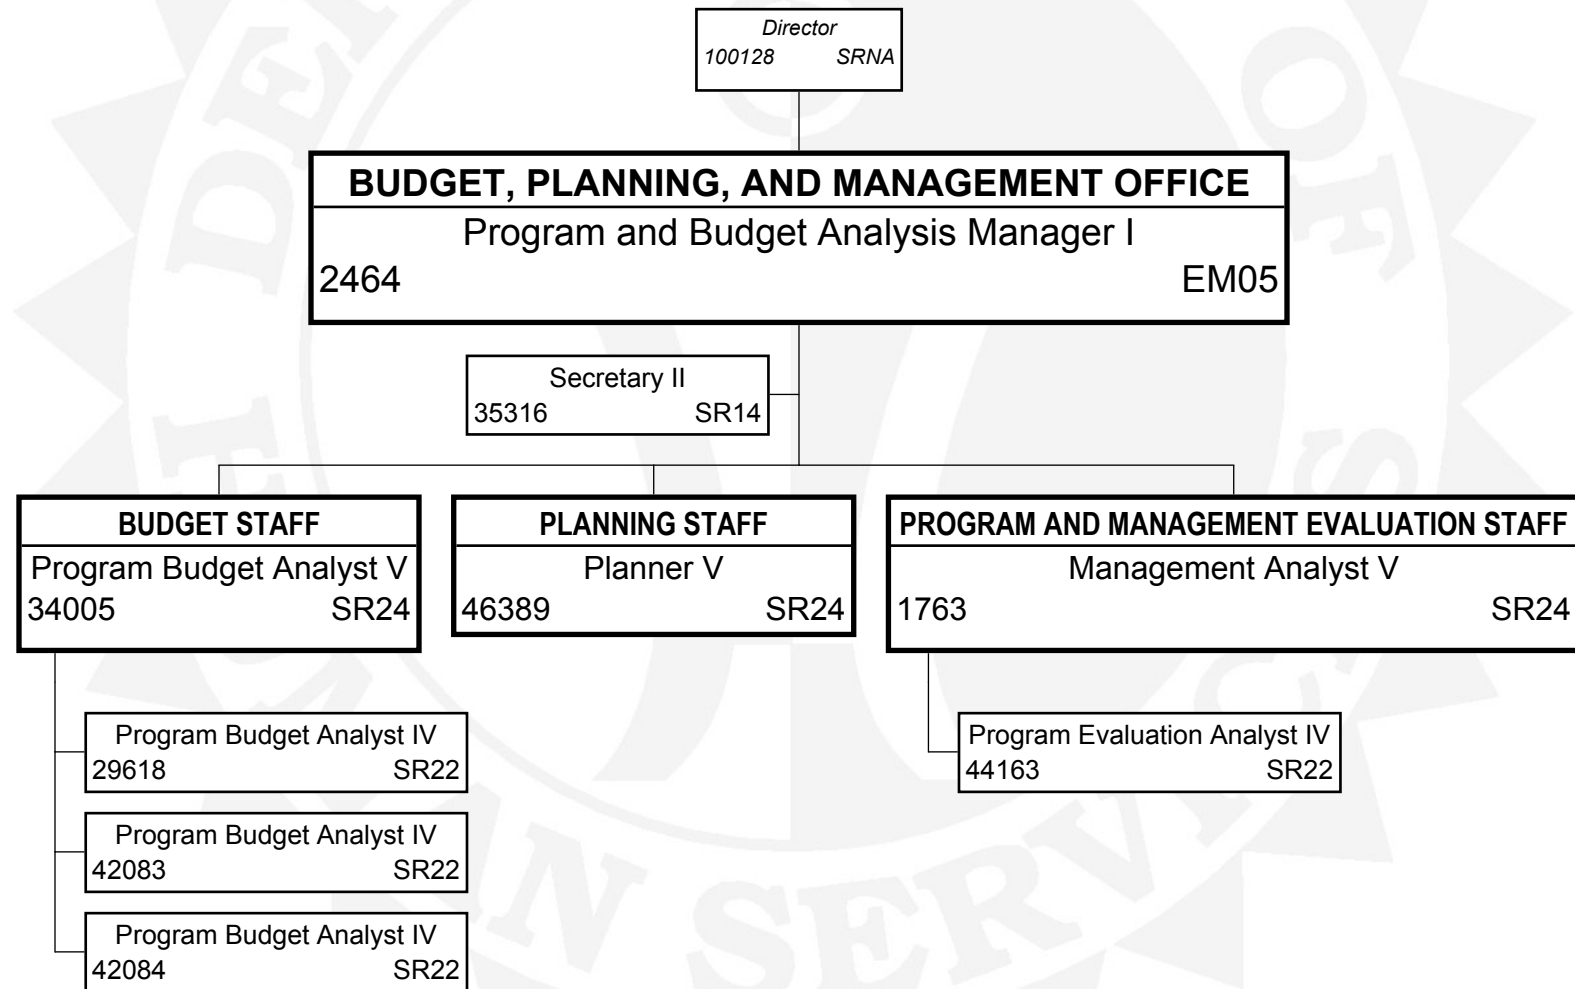 Director
100128 SRNA
BUDGET, PLANNING, AND MANAGEMENT OFFICE
Program and Budget Analysis Manager I
2464 EM05
Secretary II
35316 SR14
BUDGET STAFF
Program Budget Analyst V
34005 SR24
PLANNING STAFF
Planner V
46389 SR24
PROGRAM AND MANAGEMENT EVALUATION STAFF
Management Analyst V
1763 SR24
Program Budget Analyst IV
29618 SR22
Program Budget Analyst IV
42083 SR22
Program Budget Analyst IV
42084 SR22
Program Evaluation Analyst IV
44163 SR22